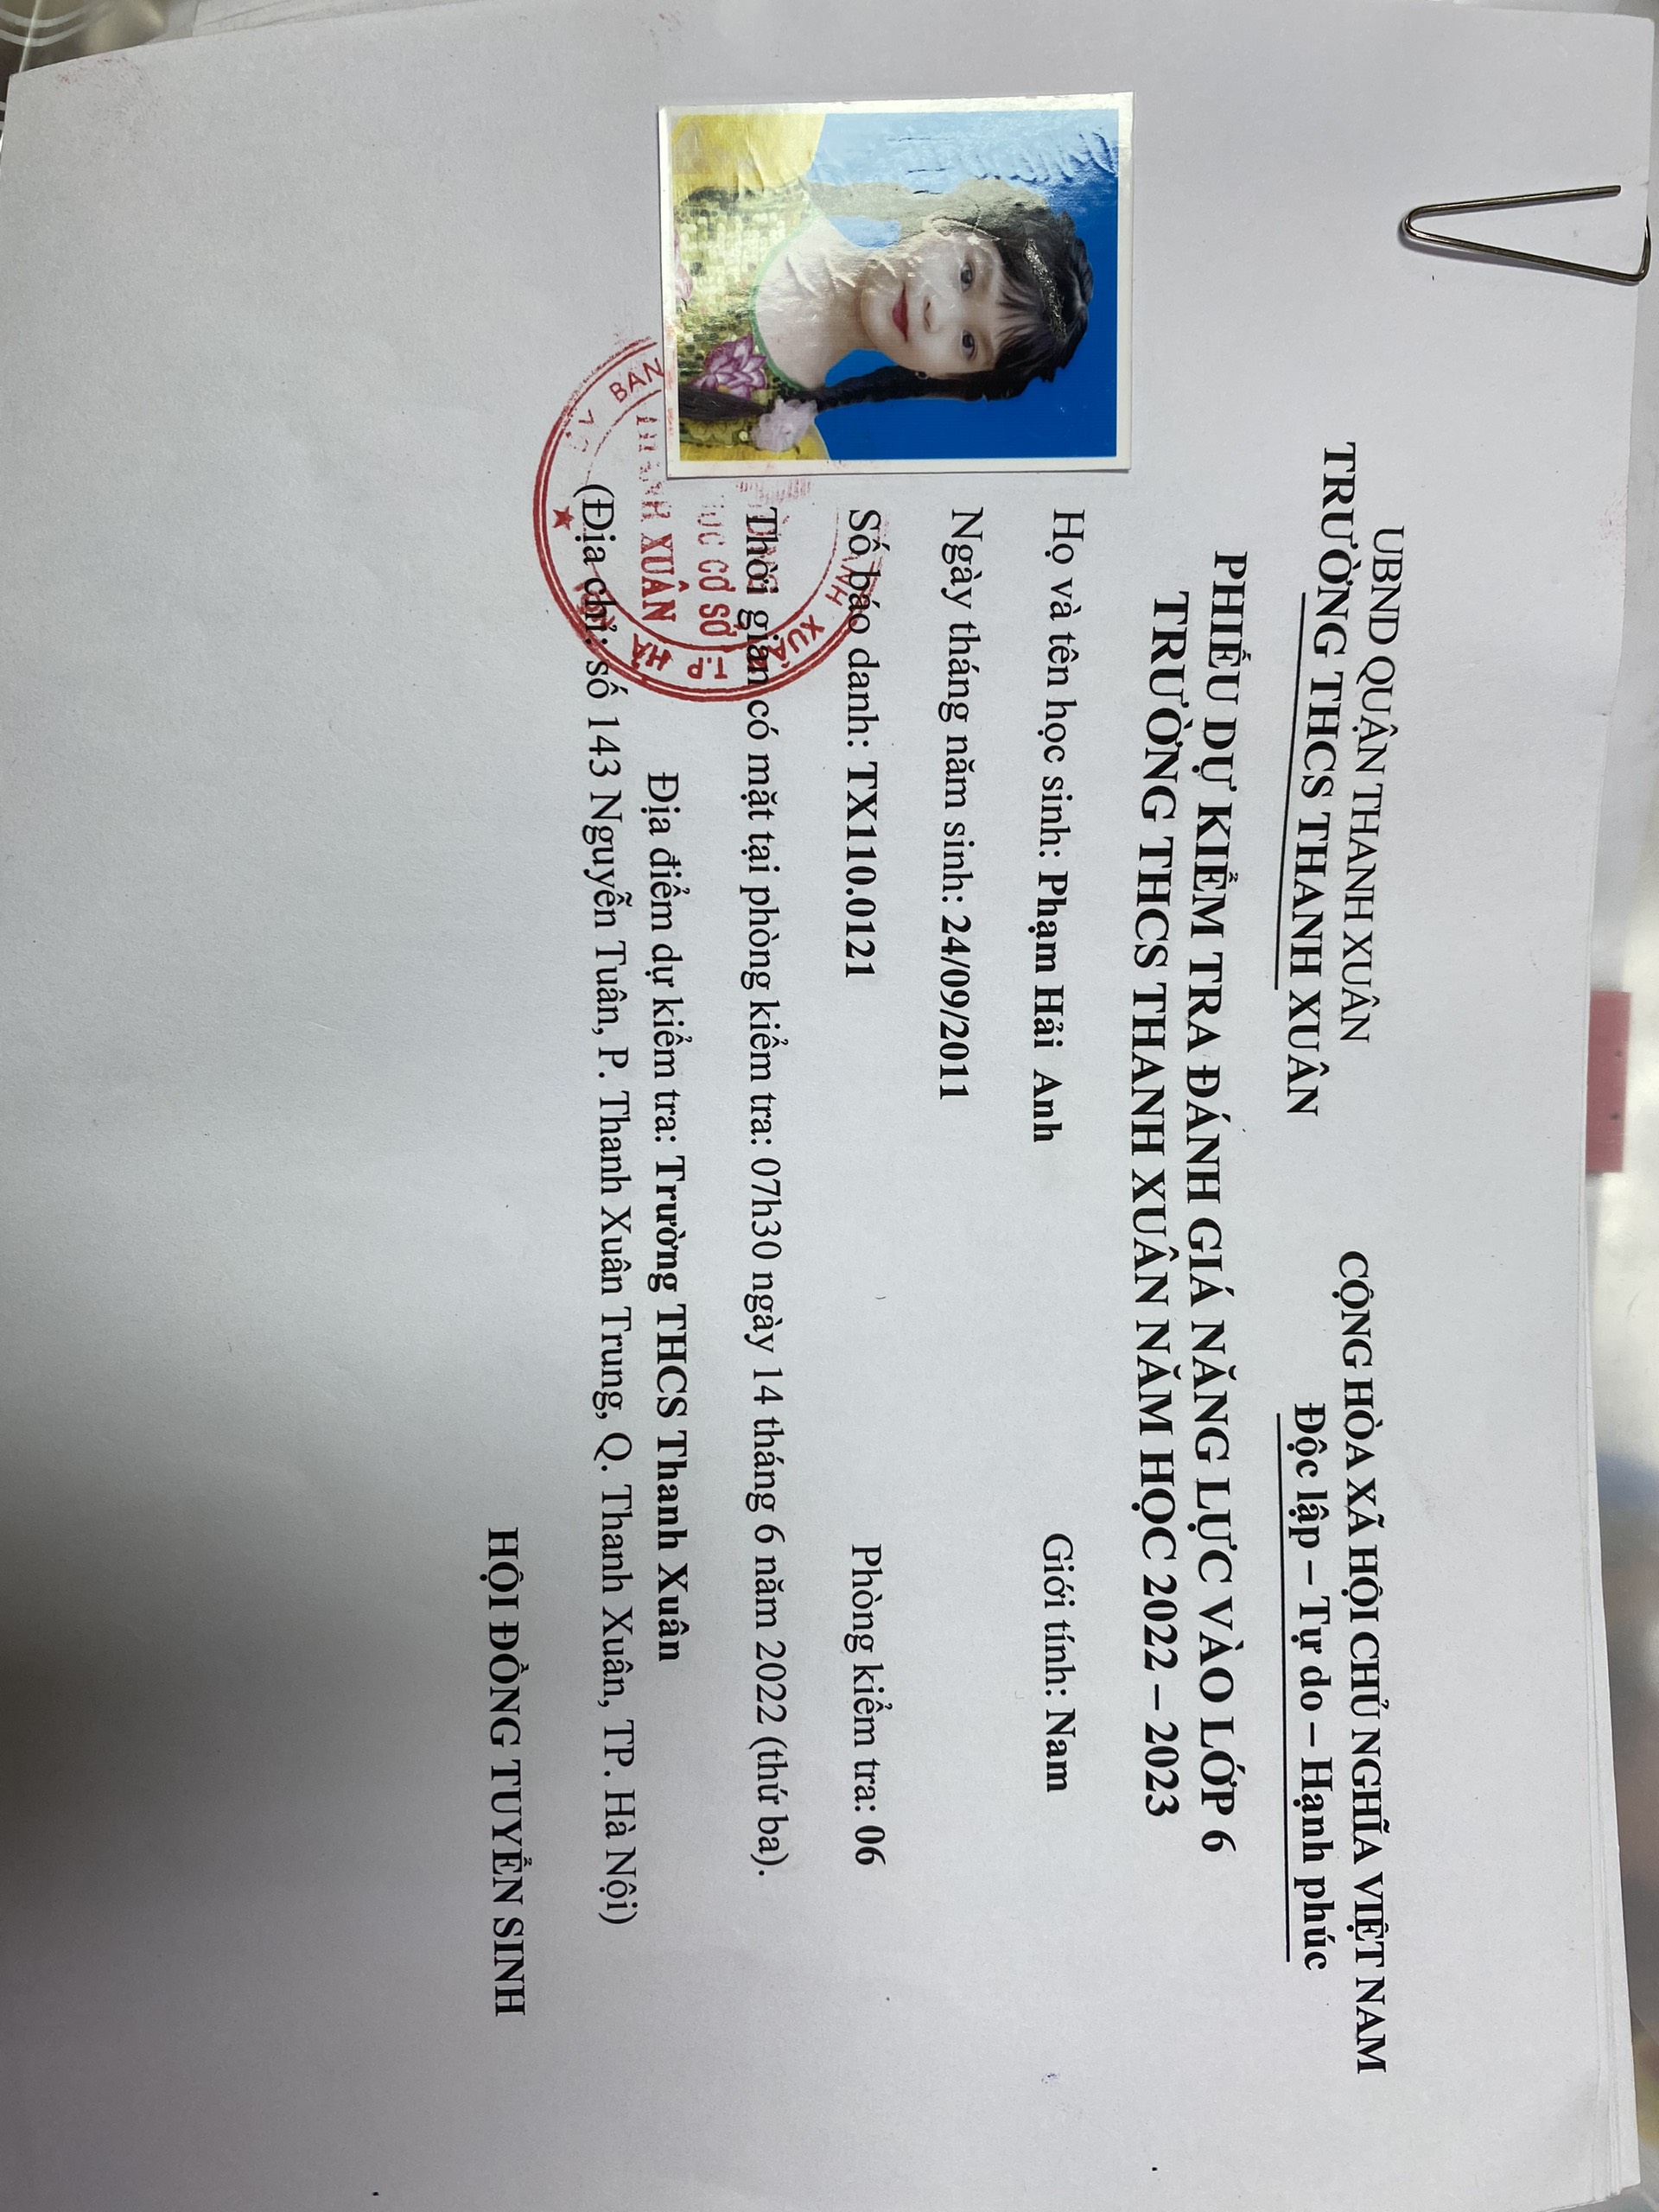 UBND QUẬN THANH XUÂN
TRƯỜNG THCS THANH XUÂN
CỘNG HÒA XÃ HỘI CHỦ NGHĨA VIỆT NAM
Độc lập – Tự do – Hạnh phúc
PHIẾU DỰ KIỂM TRA ĐÁNH GIÁ NĂNG LỰC VÀO LỚP 6
TRƯỜNG THCS THANH XUÂN NĂM HỌC 2022 – 2023
Họ và tên học sinh: Phạm Hải Anh
Giới tính: Nam
Ngày tháng năm sinh: 24/09/2011
Số báo danh: TX110.0121
Phòng kiểm tra: 06
Thời gian có mặt tại phòng kiểm tra: 07h30 ngày 14 tháng 6 năm 2022 (thứ ba).
Địa điểm dự kiểm tra: Trường THCS Thanh Xuân
(Địa chỉ: số 143 Nguyễn Tuân, P. Thanh Xuân Trung, Q. Thanh Xuân, TP. Hà Nội)
HỘI ĐỒNG TUYỂN SINH
XUÂN T.P HÀ
CƠ SỞ
THANH XUÂN